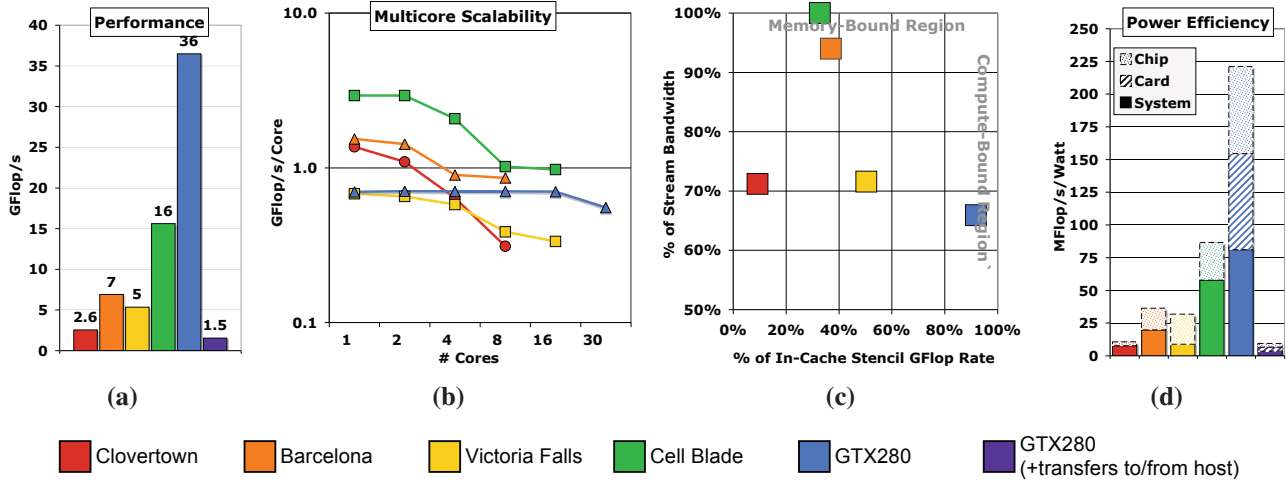 Performance
GFlop/s
40
35
30
25
20
15
10
5
0
2.6
7
5
16
36
1.5
(a)
Multicore Scalability
GFlop/s/Core
10.0
1.0
0.1
1 2 4 8 16 30
# Cores
(b)
% of Stream Bandwidth
100%
90%
80%
70%
60%
50%
Memory-Bound Region
Compute-Bound Region`
0% 20% 40% 60% 80% 100%
% of In-Cache Stencil GFlop Rate
(c)
Power Efficiency
MFlop/s/Watt
250
225
200
175
150
125
100
75
50
25
0
Chip
Card
System
(d)
Clovertown
Barcelona
Victoria Falls
Cell Blade
GTX280
GTX280
(+transfers to/from host)